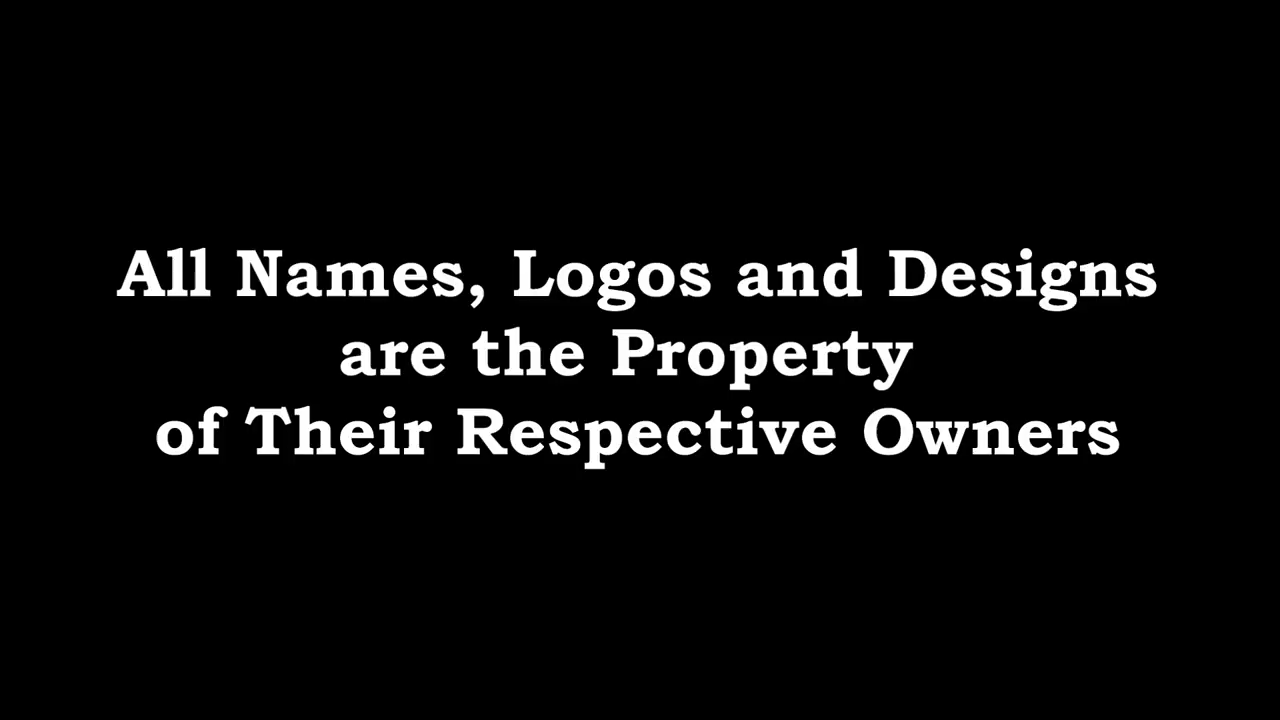 All Names, Logos and Designs
are the Property
of Their Respective Owners